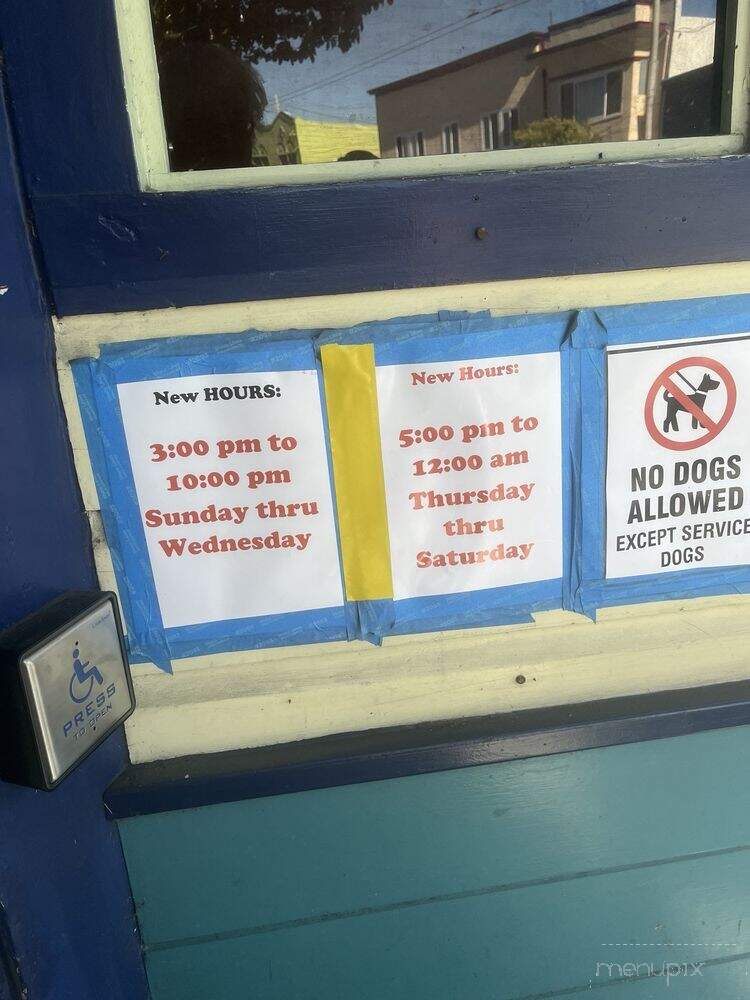 New HOURS:
3:00 pm to
10:00 pm
Sunday thru
Wednesday
New Hours:
5:00 pm to
12:00 am
Thursday
thru
Saturday
NO DOGS
ALLOWED
EXCEPT SERVICE
DOGS
PRESS
TO OPEN
menupix